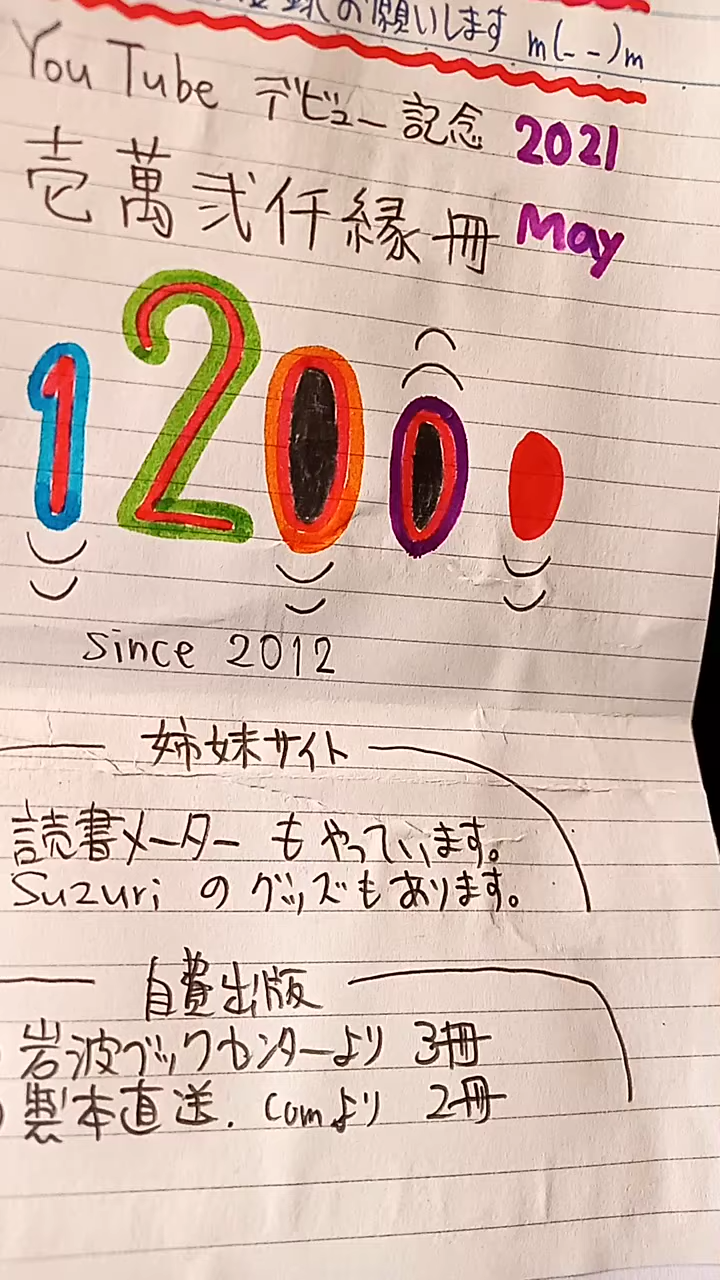 お願いします m(- -)m
YouTube デビュー記念 2021
壱萬弐仟縁冊 May
12000
since 2012
姉妹サイト
読書メーター もやっています。
Suzuri のグッズもあります。
自費出版
岩波ブックセンターより 3冊
製本直送.comより 2冊